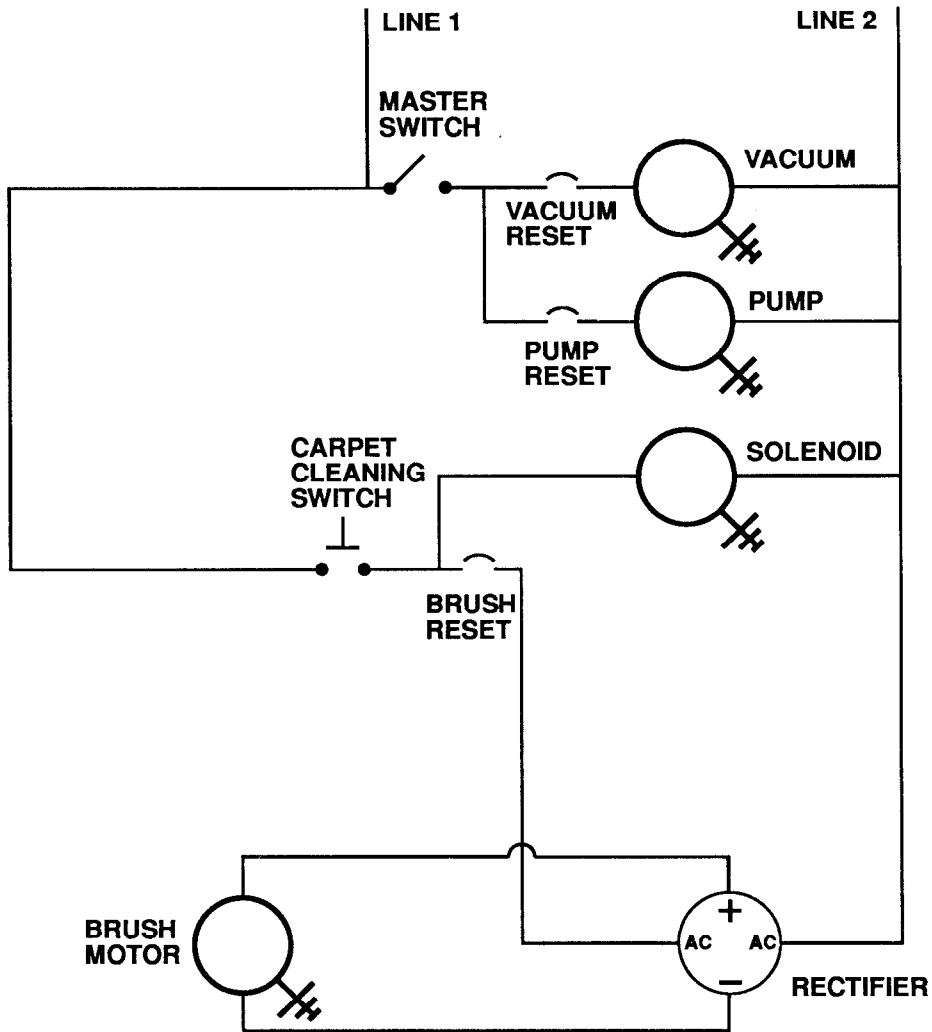 LINE 1
LINE 2
MASTER
SWITCH
VACUUM
VACUUM
RESET
PUMP
PUMP
RESET
SOLENOID
CARPET
CLEANING
SWITCH
BRUSH
RESET
BRUSH
MOTOR
+
AC AC
−
RECTIFIER